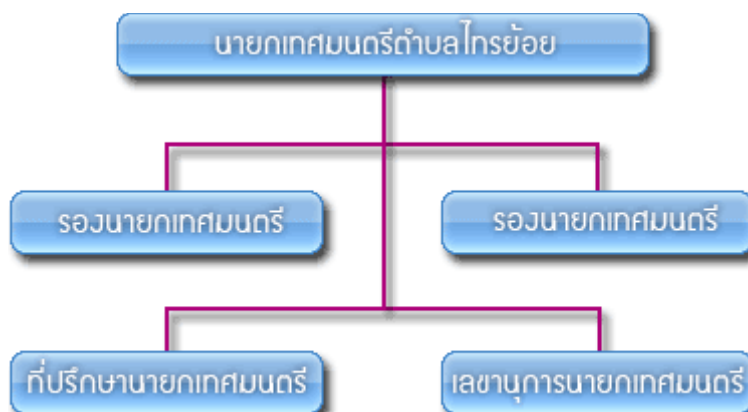 นายกเทศมนตรีตำบลไทรย้อย
รองนายกเทศมนตรี
รองนายกเทศมนตรี
ที่ปรึกษานายกเทศมนตรี
เลขานุการนายกเทศมนตรี